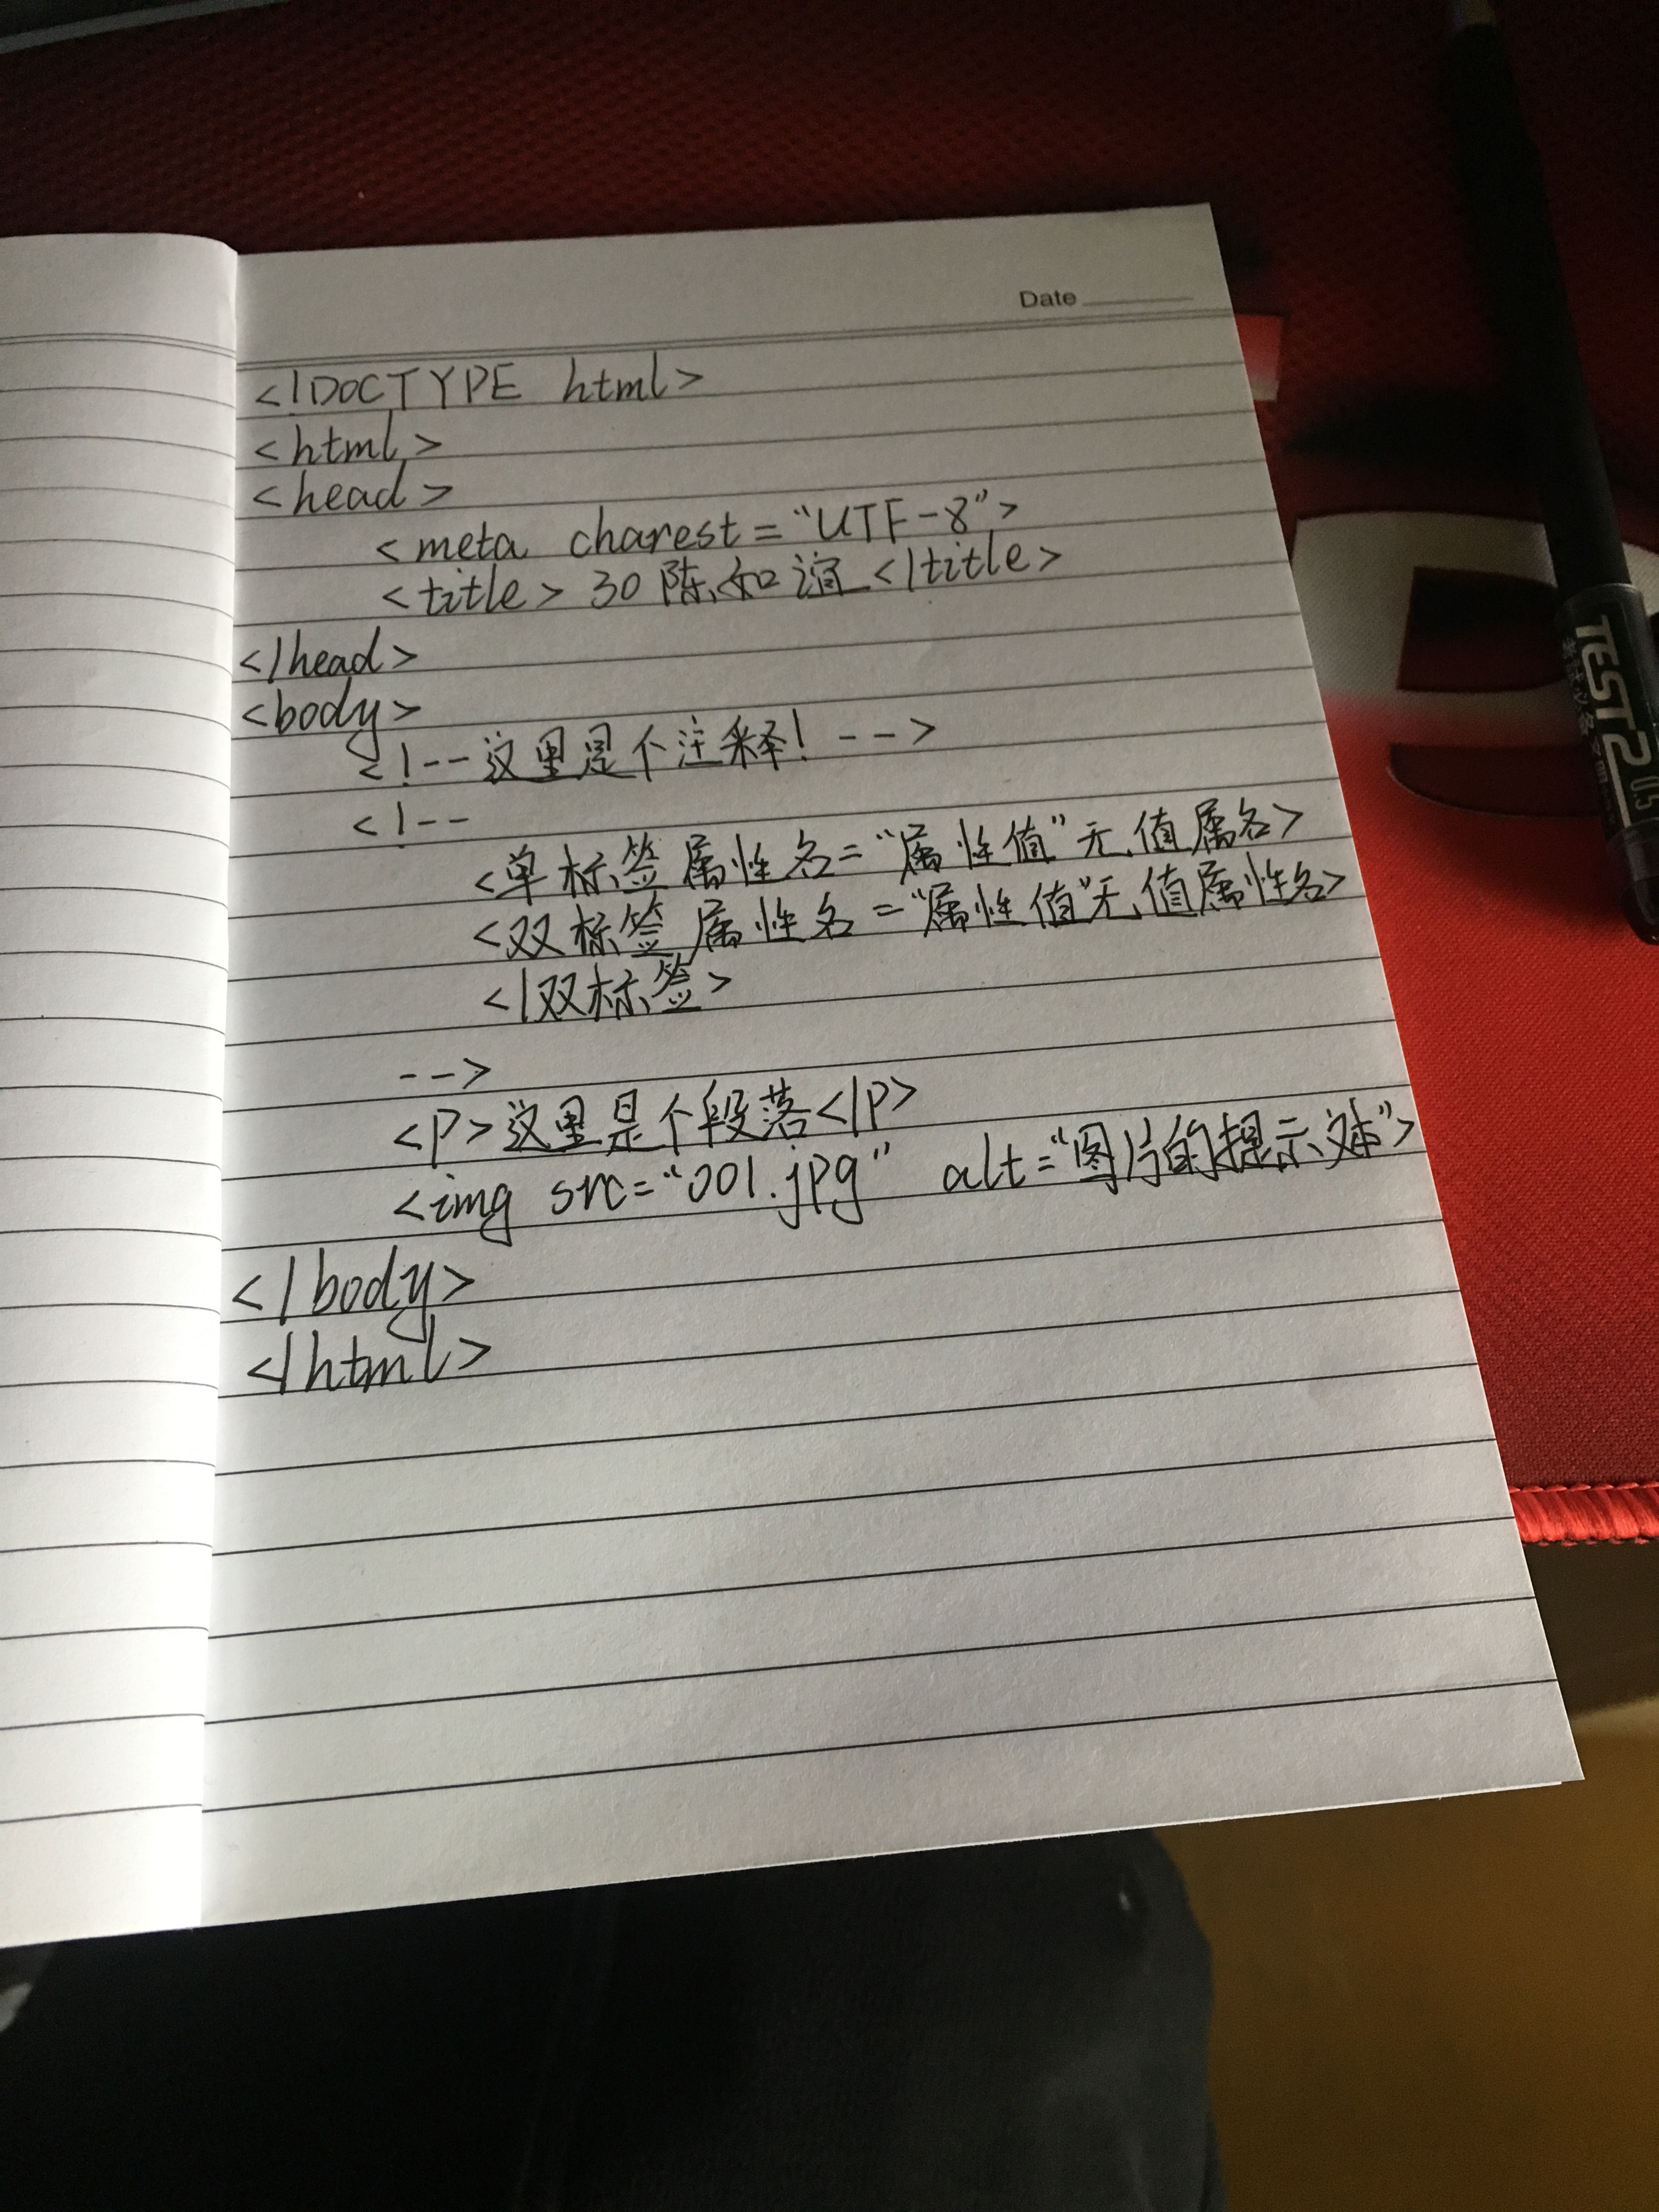 Date
<!DOCTYPE html>
<html>
<head>
<meta charest="UTF-8">
<title>30陈如谊</title>
</head>
<body>
<!--这里是个注释! -->
<!--
<单标签 属性名="属性值"无值属名>
<双标签 属性名="属性值"无值属性名>
</双标签>
-->
<P>这里是个段落</P>
<img src="001.jpg" alt="图片的提示文本">
</body>
</html>
TEST2 0.5